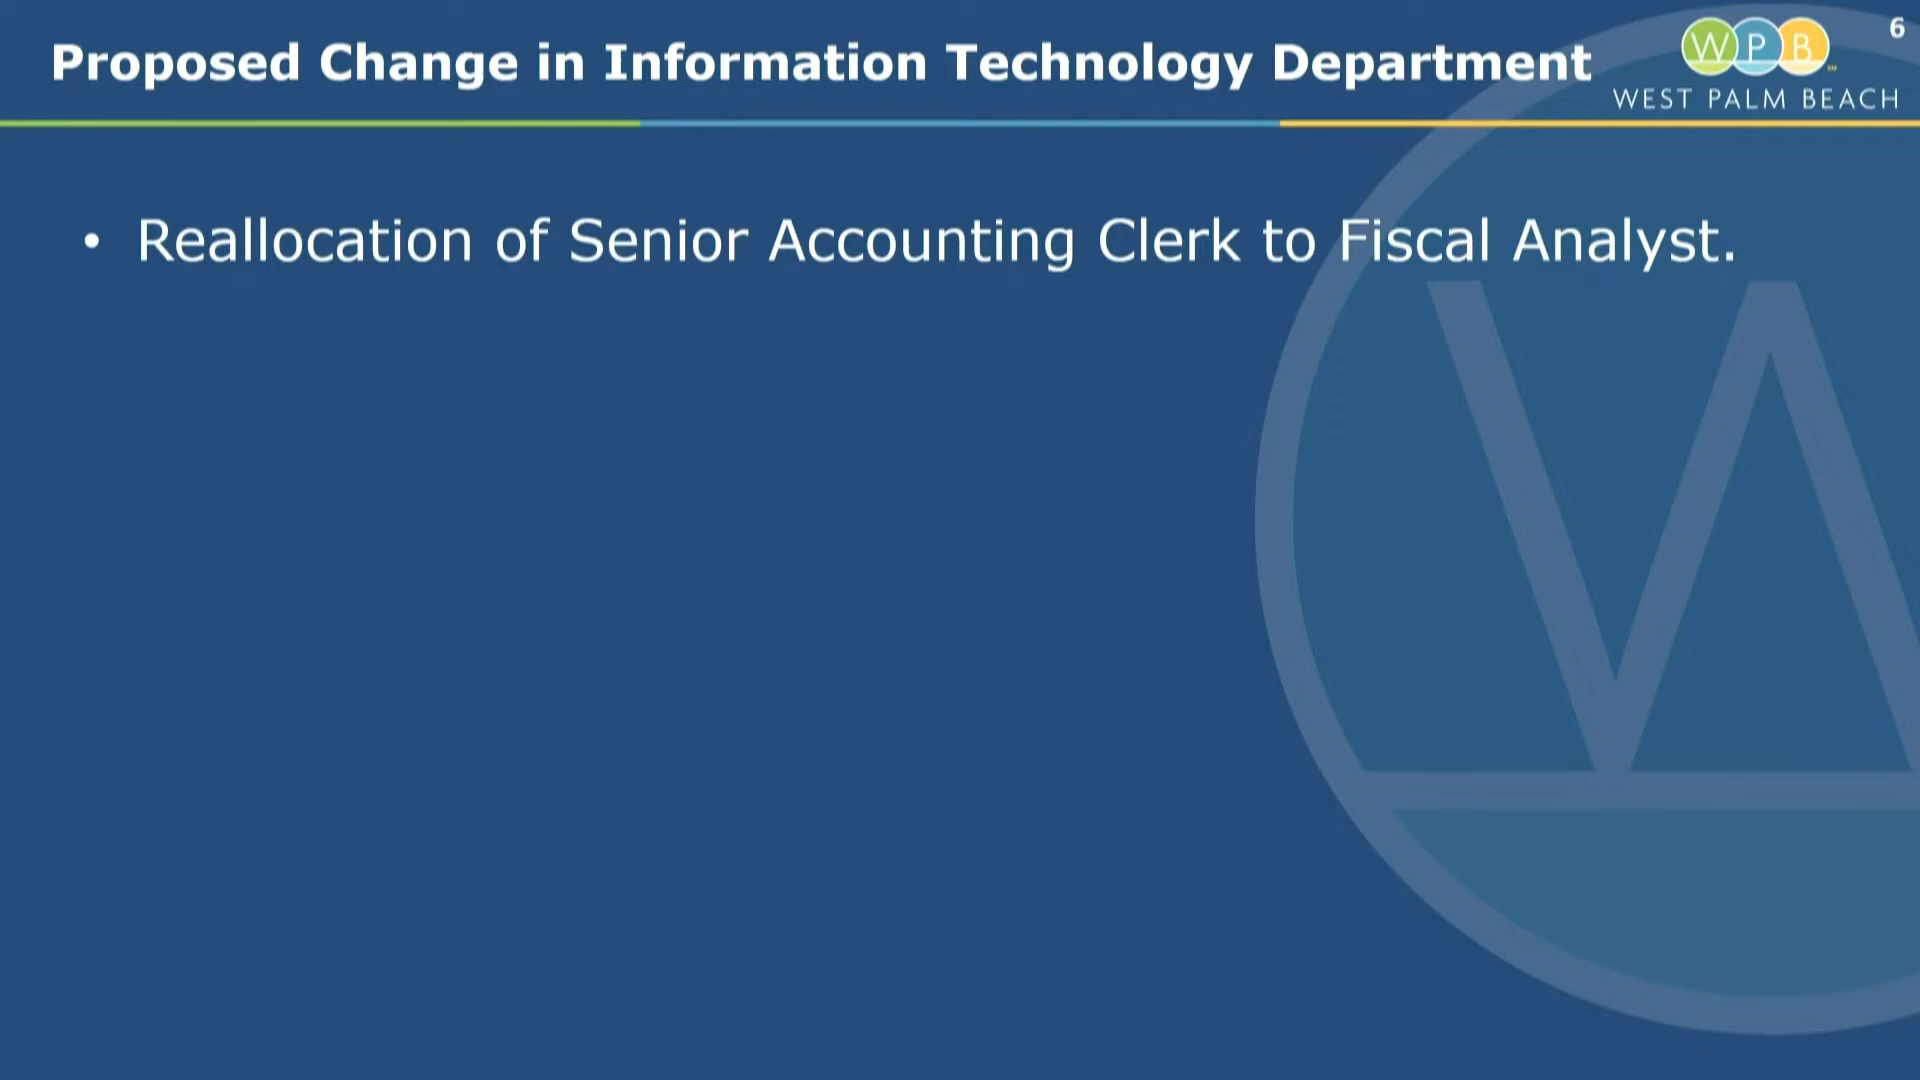 Proposed Change in Information Technology Department
WPB
6
WEST PALM BEACH
• Reallocation of Senior Accounting Clerk to Fiscal Analyst.
W